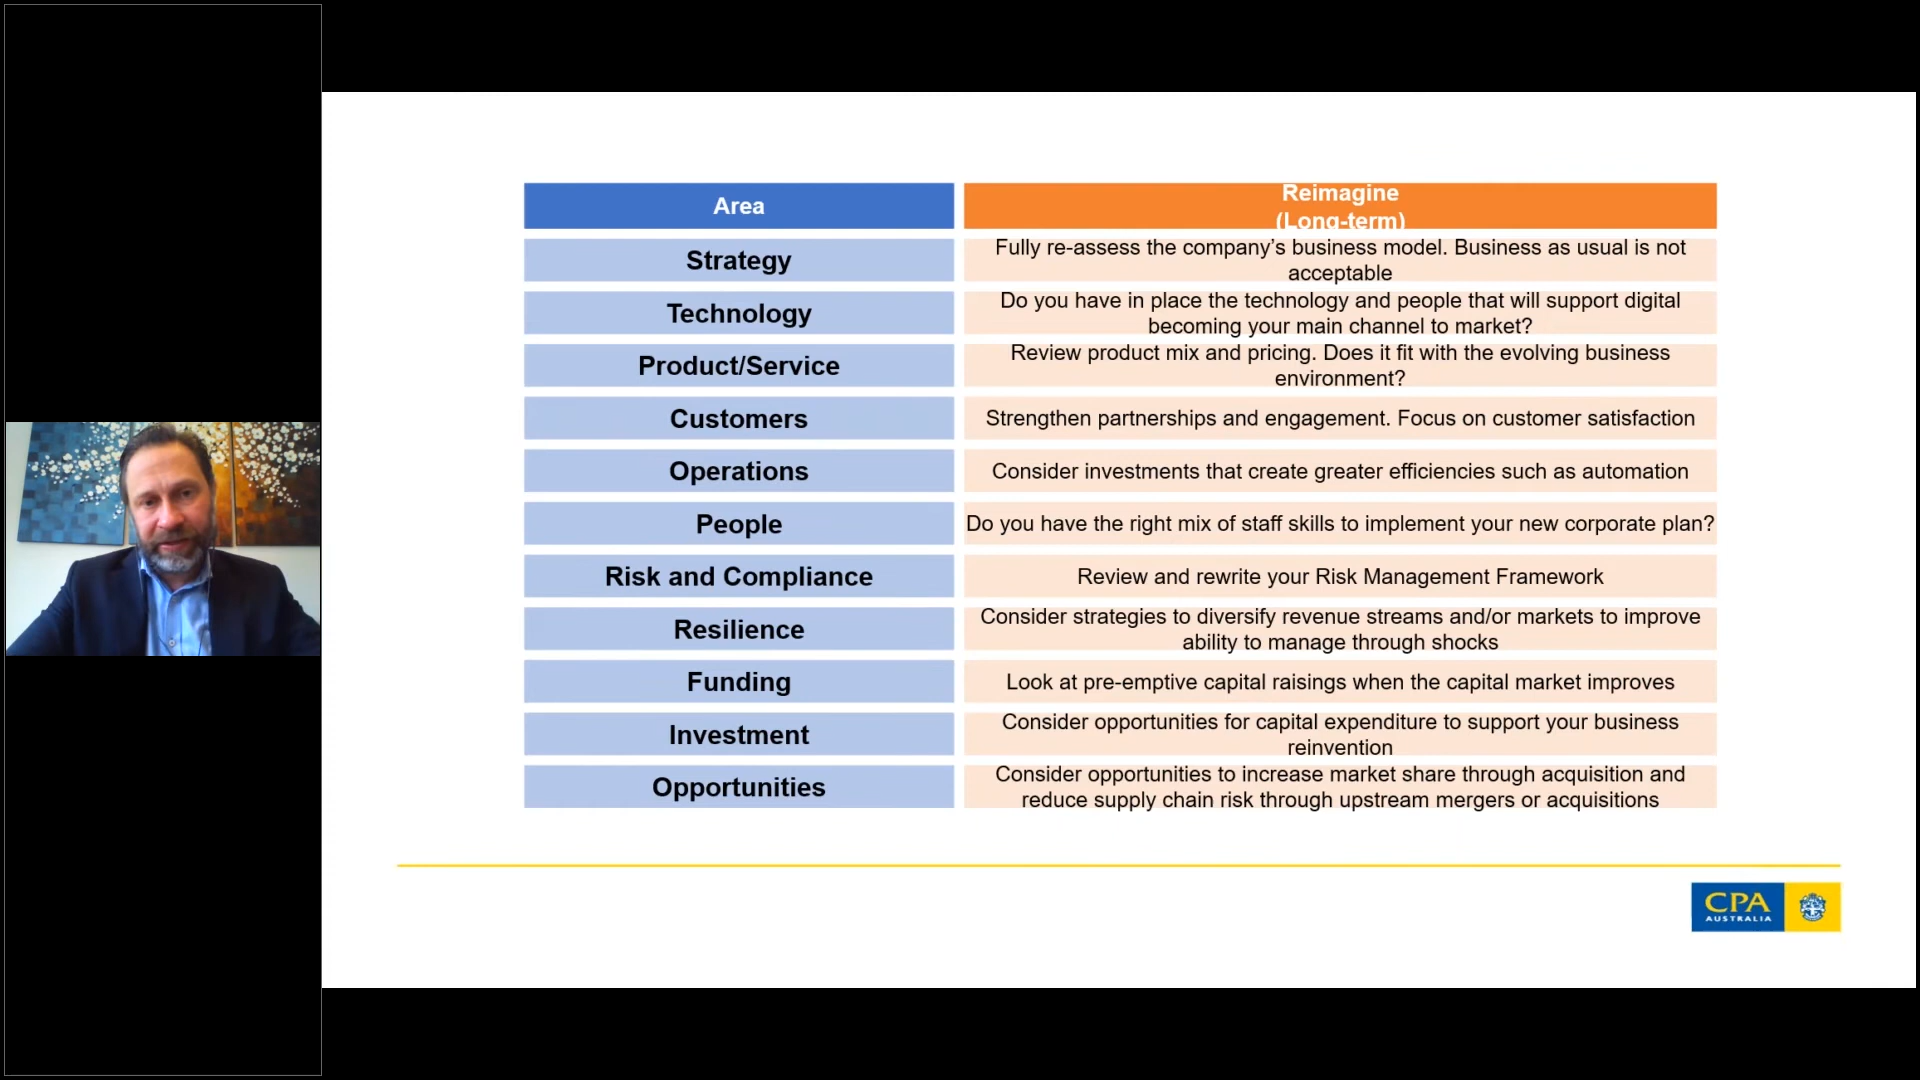 Area
Reimagine
(Long-term)
Strategy
Fully re-assess the company’s business model. Business as usual is not
acceptable
Technology
Do you have in place the technology and people that will support digital
becoming your main channel to market?
Product/Service
Review product mix and pricing. Does it fit with the evolving business
environment?
Customers
Strengthen partnerships and engagement. Focus on customer satisfaction
Operations
Consider investments that create greater efficiencies such as automation
People
Do you have the right mix of staff skills to implement your new corporate plan?
Risk and Compliance
Review and rewrite your Risk Management Framework
Resilience
Consider strategies to diversify revenue streams and/or markets to improve
ability to manage through shocks
Funding
Look at pre-emptive capital raisings when the capital market improves
Investment
Consider opportunities for capital expenditure to support your business
reinvention
Opportunities
Consider opportunities to increase market share through acquisition and
reduce supply chain risk through upstream mergers or acquisitions
CPA
AUSTRALIA